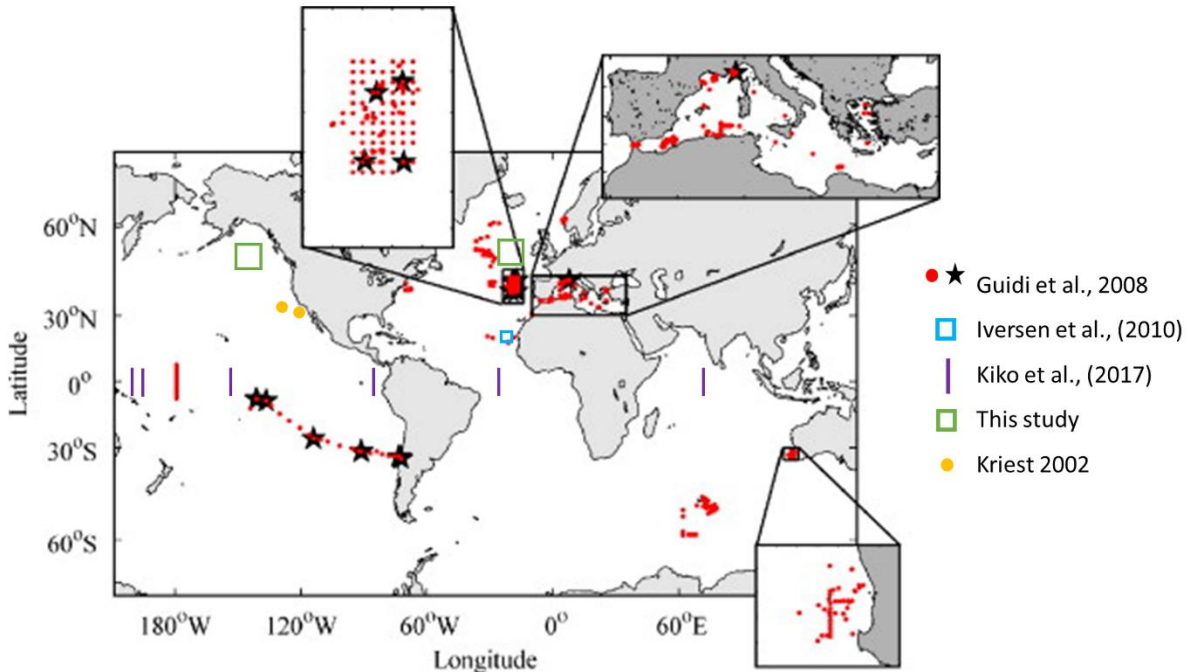 60°N
30°N
0°
30°S
60°S
Latitude
180°W
120°W
60°W
0°
60°E
Longitude
Guidi et al., 2008
Iversen et al., (2010)
Kiko et al., (2017)
This study
Kriest 2002